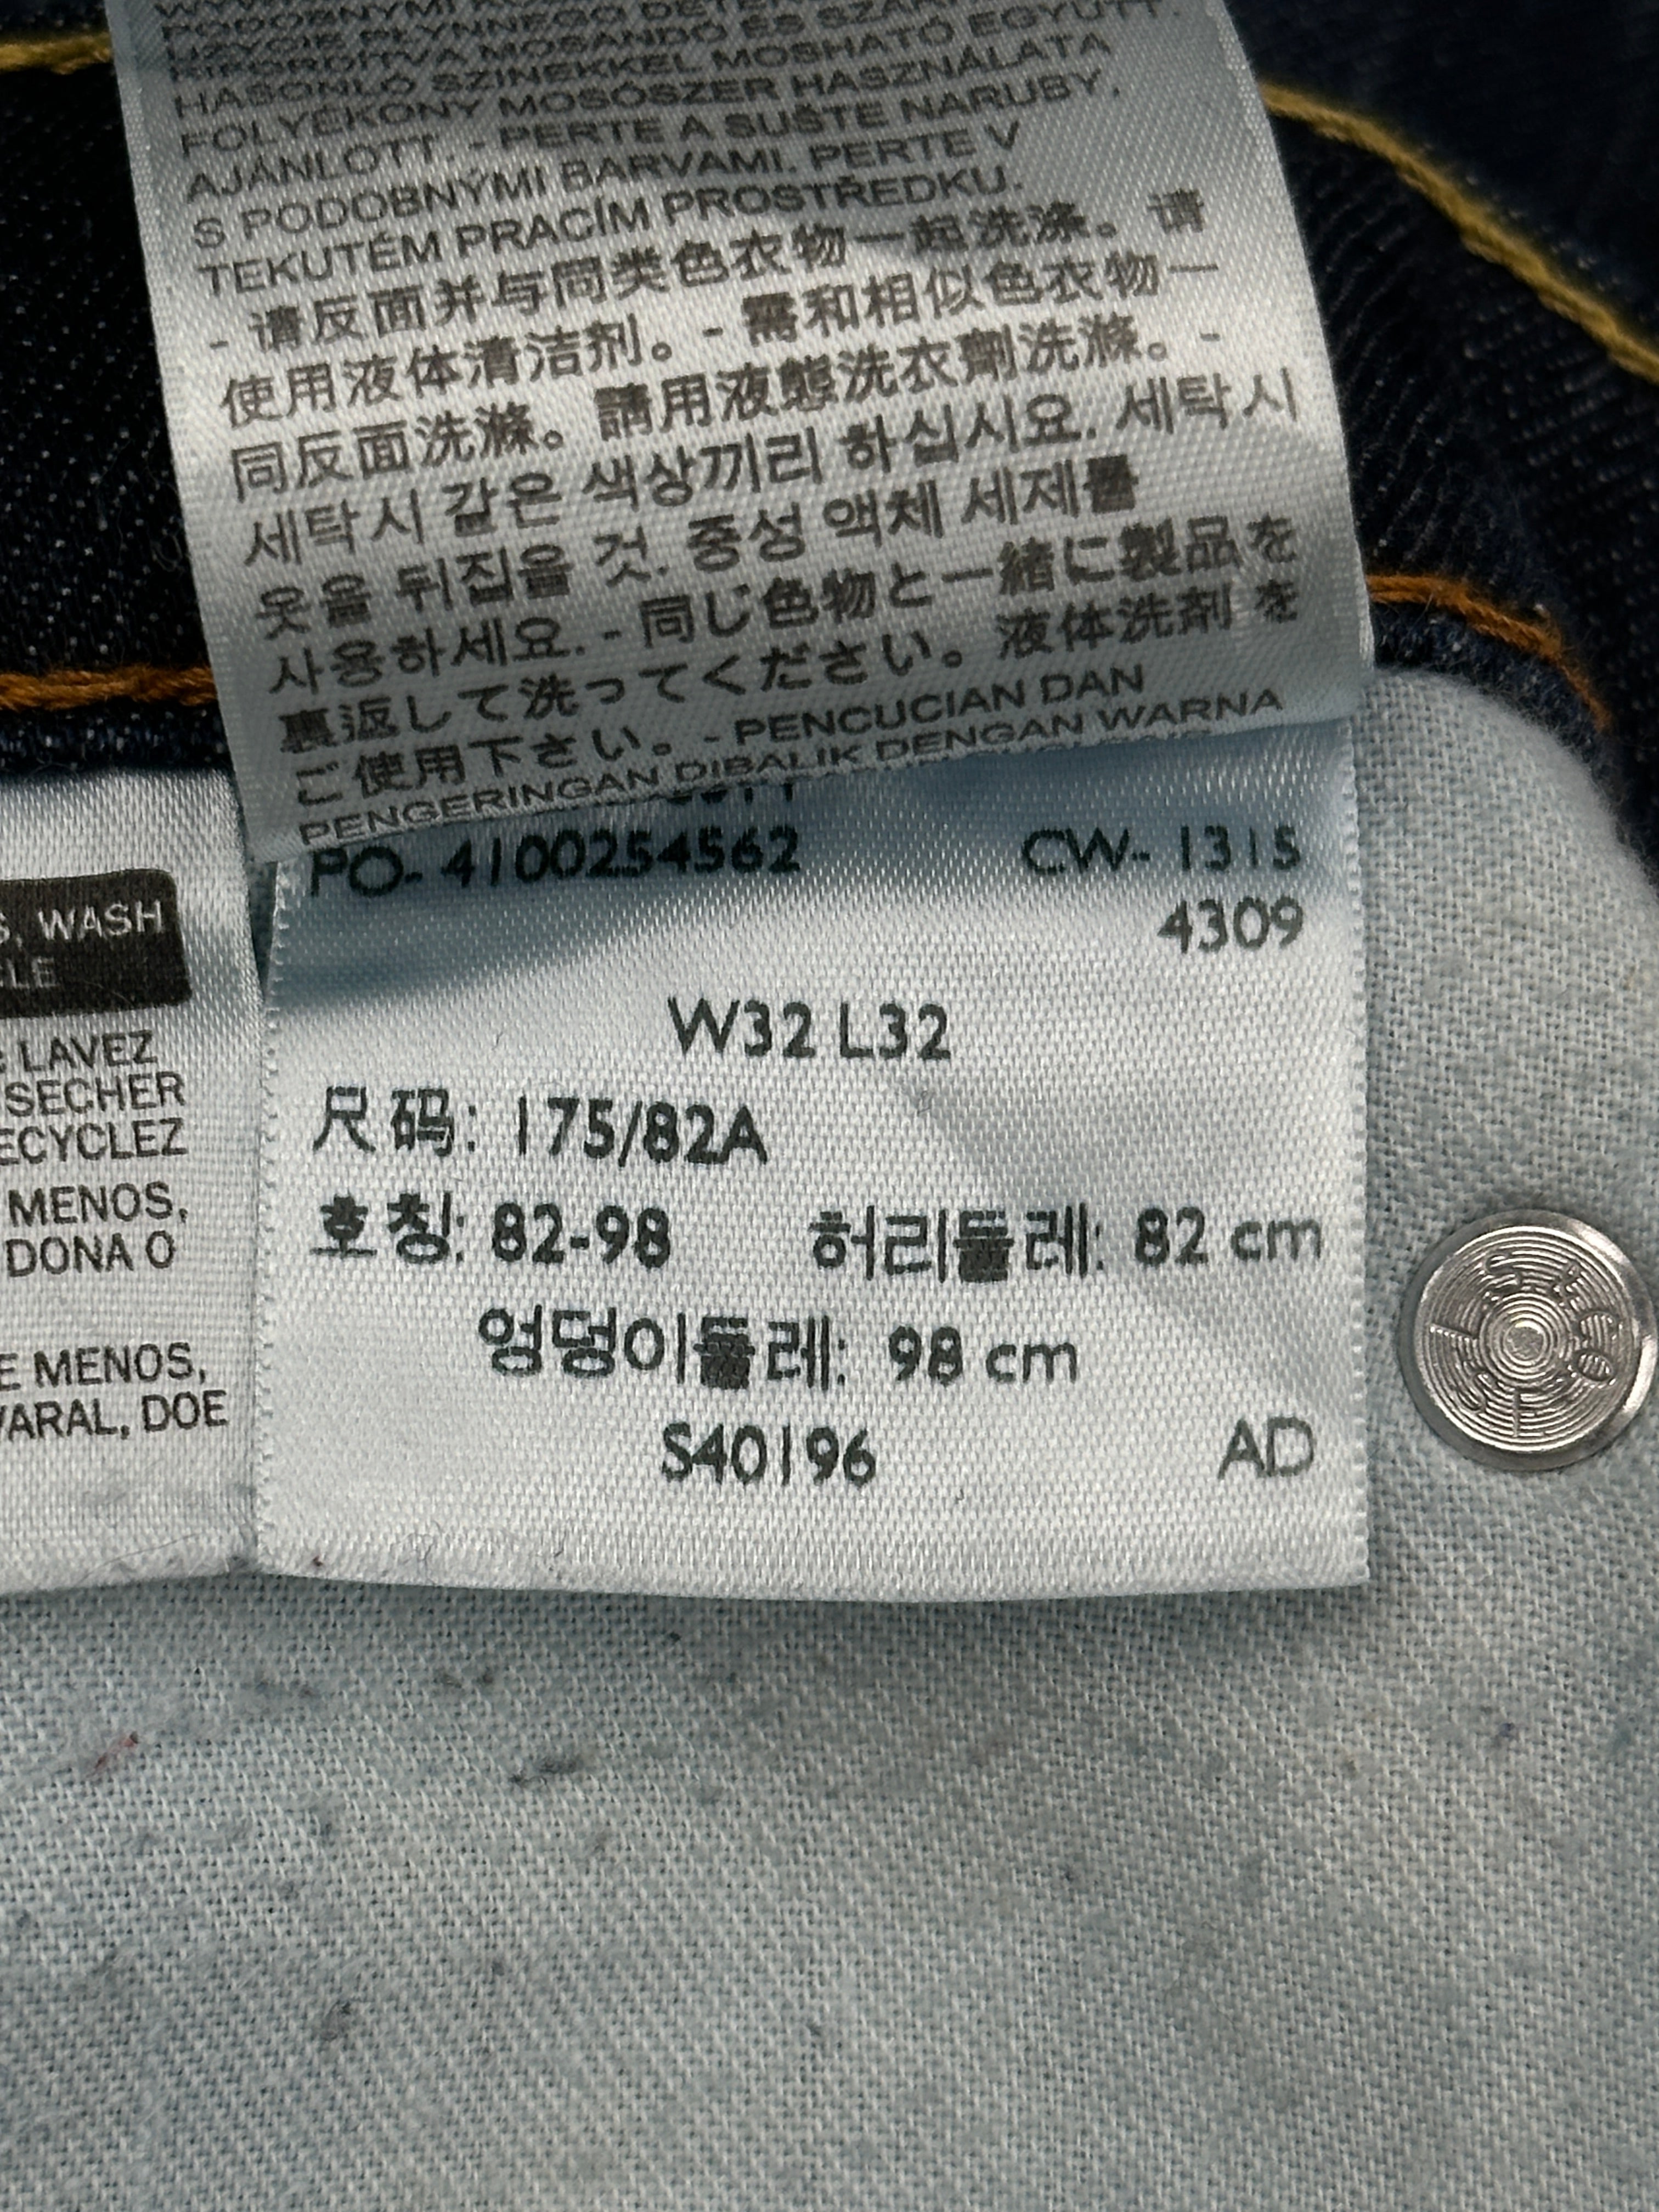 PODOBNYMI
UŻYCIE PŁYNNEGO
KIFORDÍTVA MOSANDÓ ÉS
HASONLÓ SZINEKKEL MOSHATÓ EGYÜTT.
FOLYÉKONY MOSÓSZER HASZNÁLATA
AJÁNLOTT. - PERTE A SUŠTE NARUBY,
S PODOBNÝMI BARVAMI. PERTE V
TEKUTÉM PRACÍM PROSTŘEDKU.
- 请反面并与同类色衣物一起洗涤。请
使用液体清洁剂。- 需和相似色衣物一
同反面洗滌。請用液態洗衣劑洗滌。-
세탁시 같은 색상끼리 하십시요. 세탁시
옷을 뒤집을 것. 중성 액체 세제를
사용하세요. - 同じ色物と一緒に製品を
裏返して洗ってください。液体洗剤 を
ご使用下さい。- PENCUCIAN DAN
PENGERINGAN DIBALIK DENGAN WARNA
PO- 4100254562 CW- 1315
4309
W32 L32
尺码: 175/82A
호칭: 82-98 허리둘레: 82 cm
엉덩이둘레: 98 cm
S40196 AD
WASH
LAVEZ
SECHER
MENOS,
DONA O
MENOS,
DOE